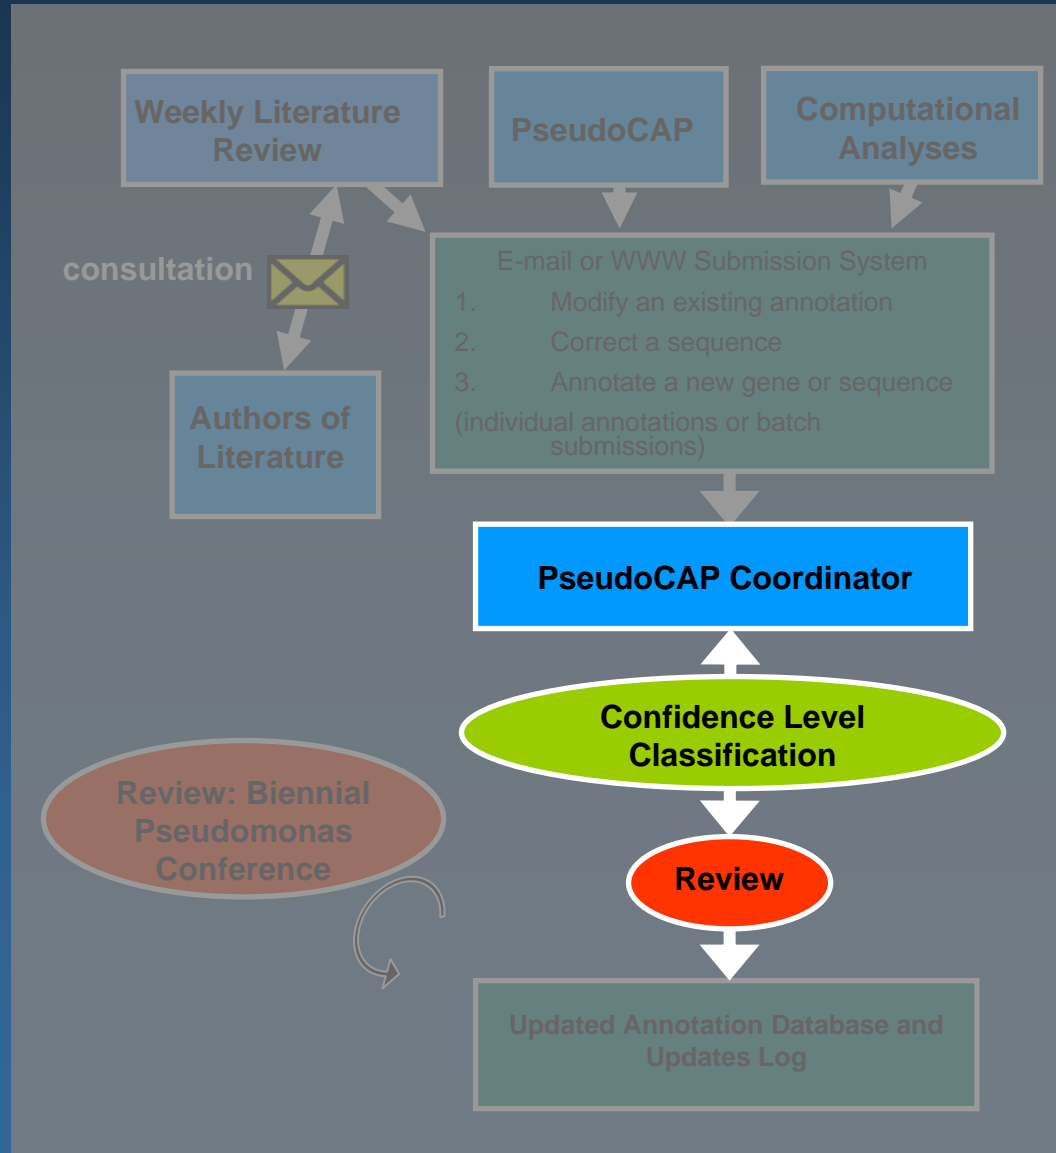 Weekly Literature
Review
PseudoCAP
Computational
Analyses
consultation
E-mail or WWW Submission System
1. Modify an existing annotation
2. Correct a sequence
3. Annotate a new gene or sequence
(individual annotations or batch
submissions)
Authors of
Literature
PseudoCAP Coordinator
Confidence Level
Classification
Review: Biennial
Pseudomonas
Conference
Review
Updated Annotation Database and
Updates Log